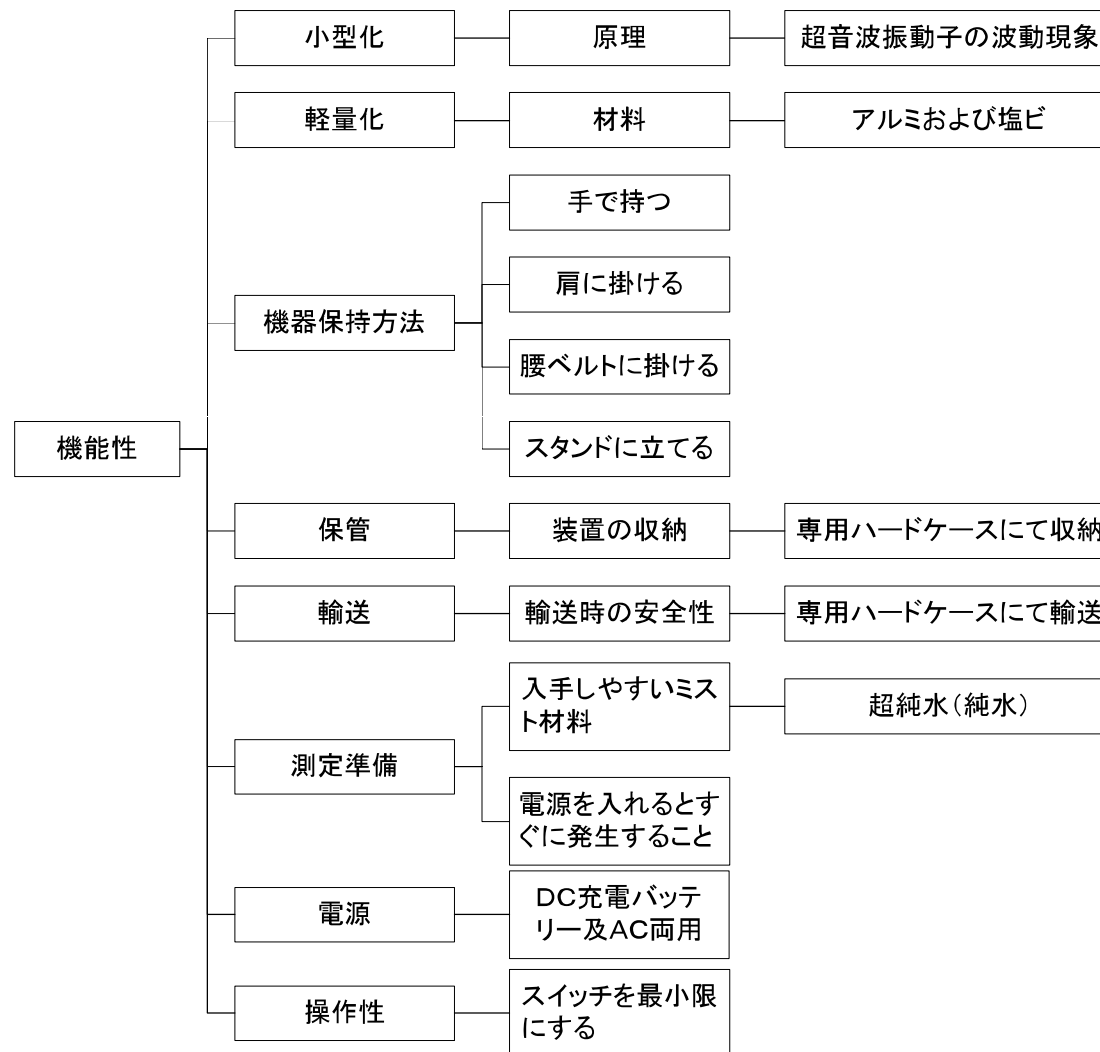 小型化
原理
超音波振動子の波動現象
軽量化
材料
アルミおよび塩ビ
手で持つ
肩に掛ける
機器保持方法
腰ベルトに掛ける
スタンドに立てる
機能性
保管
装置の収納
専用ハードケースにて収納
輸送
輸送時の安全性
専用ハードケースにて輸送
入手しやすいミス
ト材料
超純水（純水）
測定準備
電源を入れるとす
ぐに発生すること
電源
DC充電バッテ
リー及AC両用
操作性
スイッチを最小限
にする